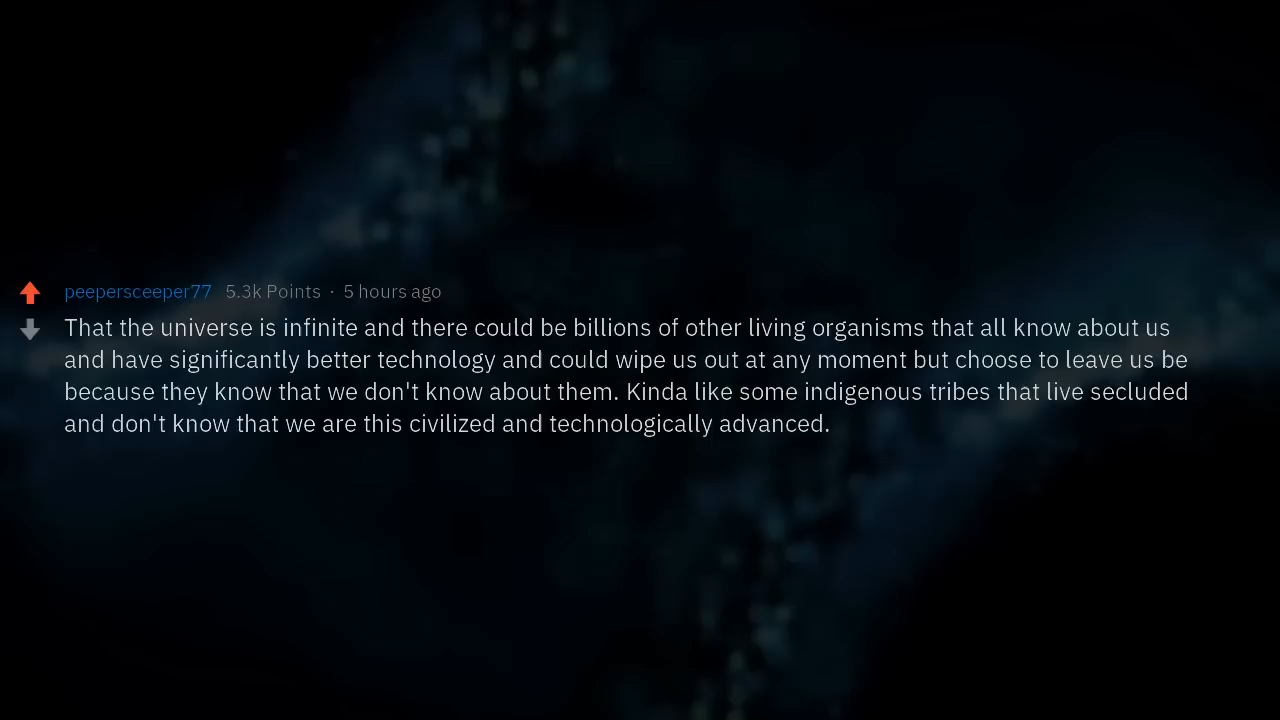 peepersceeper77 5.3k Points · 5 hours ago
That the universe is infinite and there could be billions of other living organisms that all know about us
and have significantly better technology and could wipe us out at any moment but choose to leave us be
because they know that we don't know about them. Kinda like some indigenous tribes that live secluded
and don't know that we are this civilized and technologically advanced.